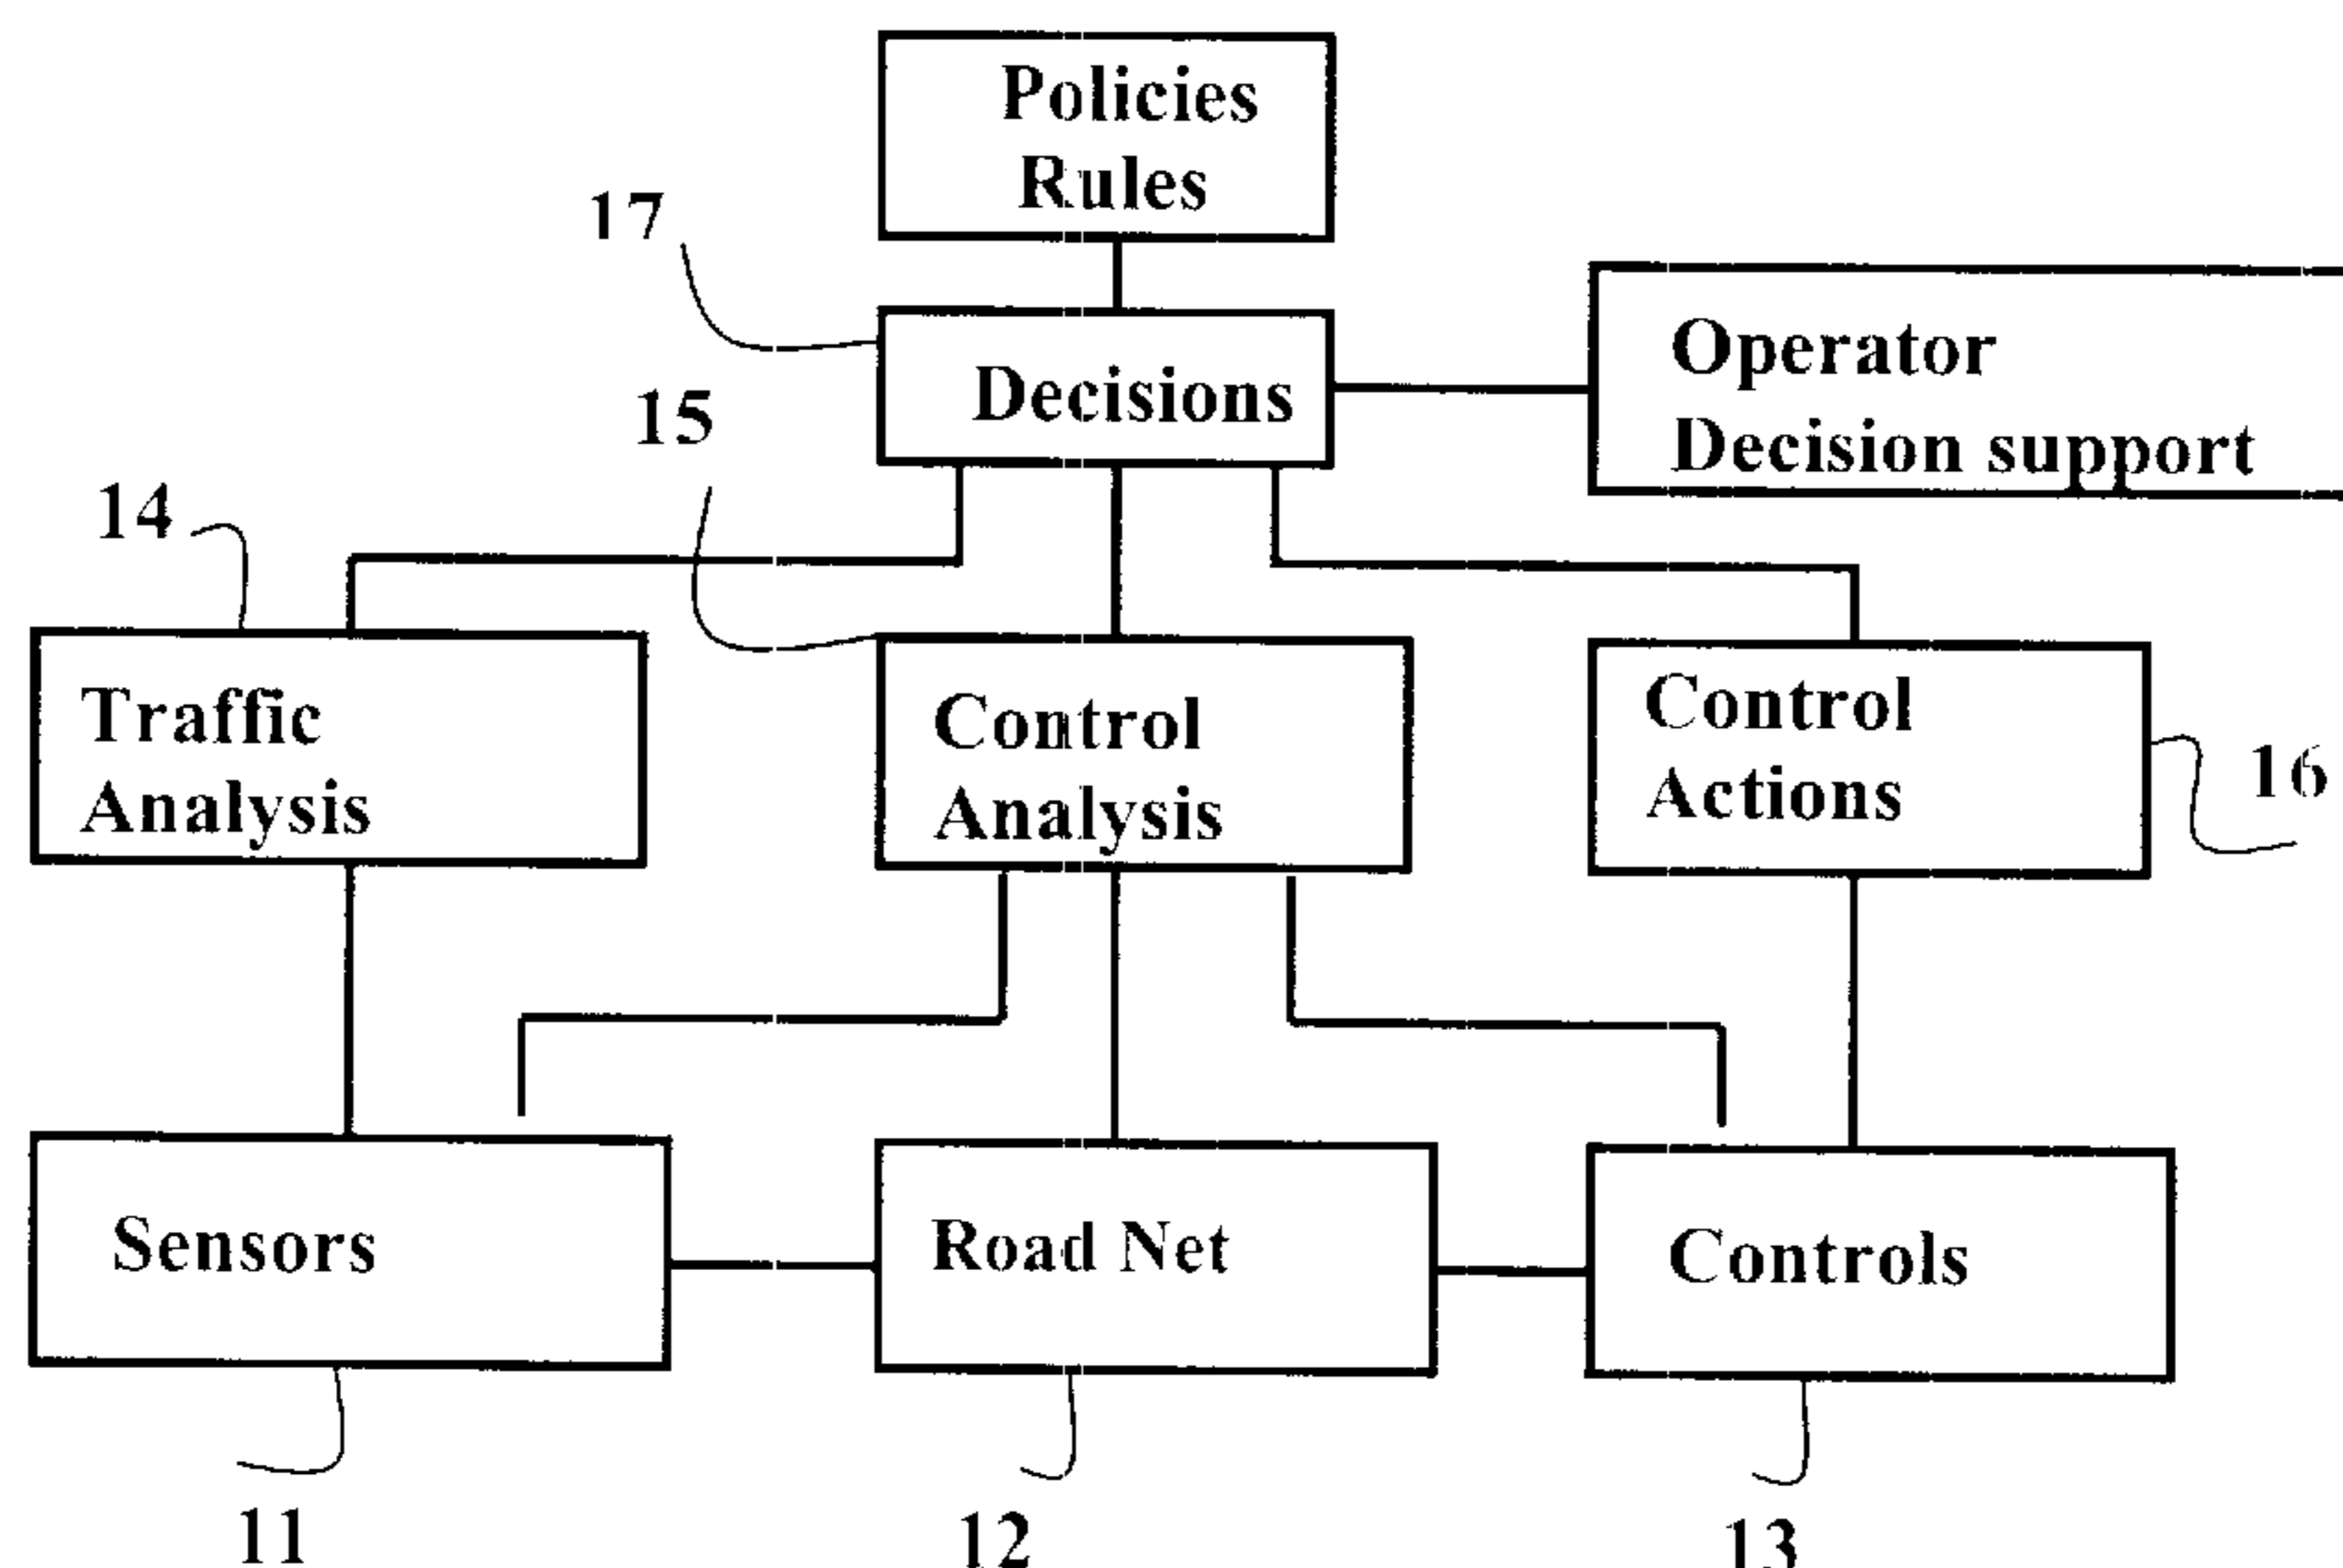 Policies
Rules
17
Decisions
Operator
Decision support
15
14
Traffic
Analysis
Control
Analysis
Control
Actions
16
Sensors
Road Net
Controls
11
12
13